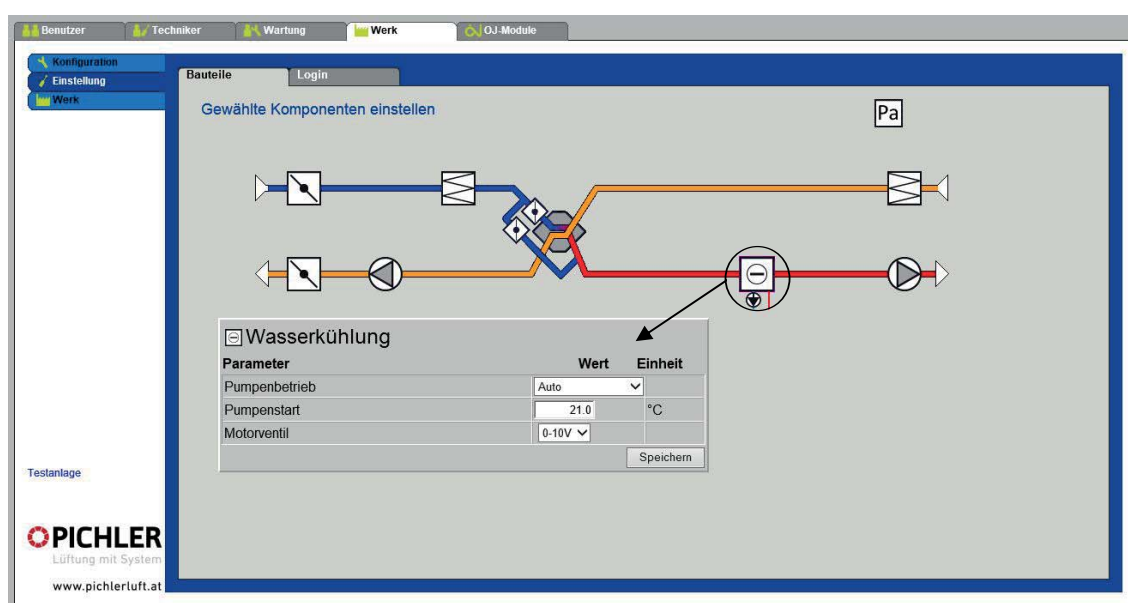 Benutzer Techniker Wartung Werk OJ-Module
Konfiguration
Einstellung
Werk
Bauteile Login
Gewählte Komponenten einstellen
Pa
Wasserkühlung
Parameter Wert Einheit
Pumpenbetrieb Auto
Pumpenstart 21.0 °C
Motorventil 0-10V
Speichern
Testanlage
PICHLER
Lüftung mit System
www.pichlerluft.at